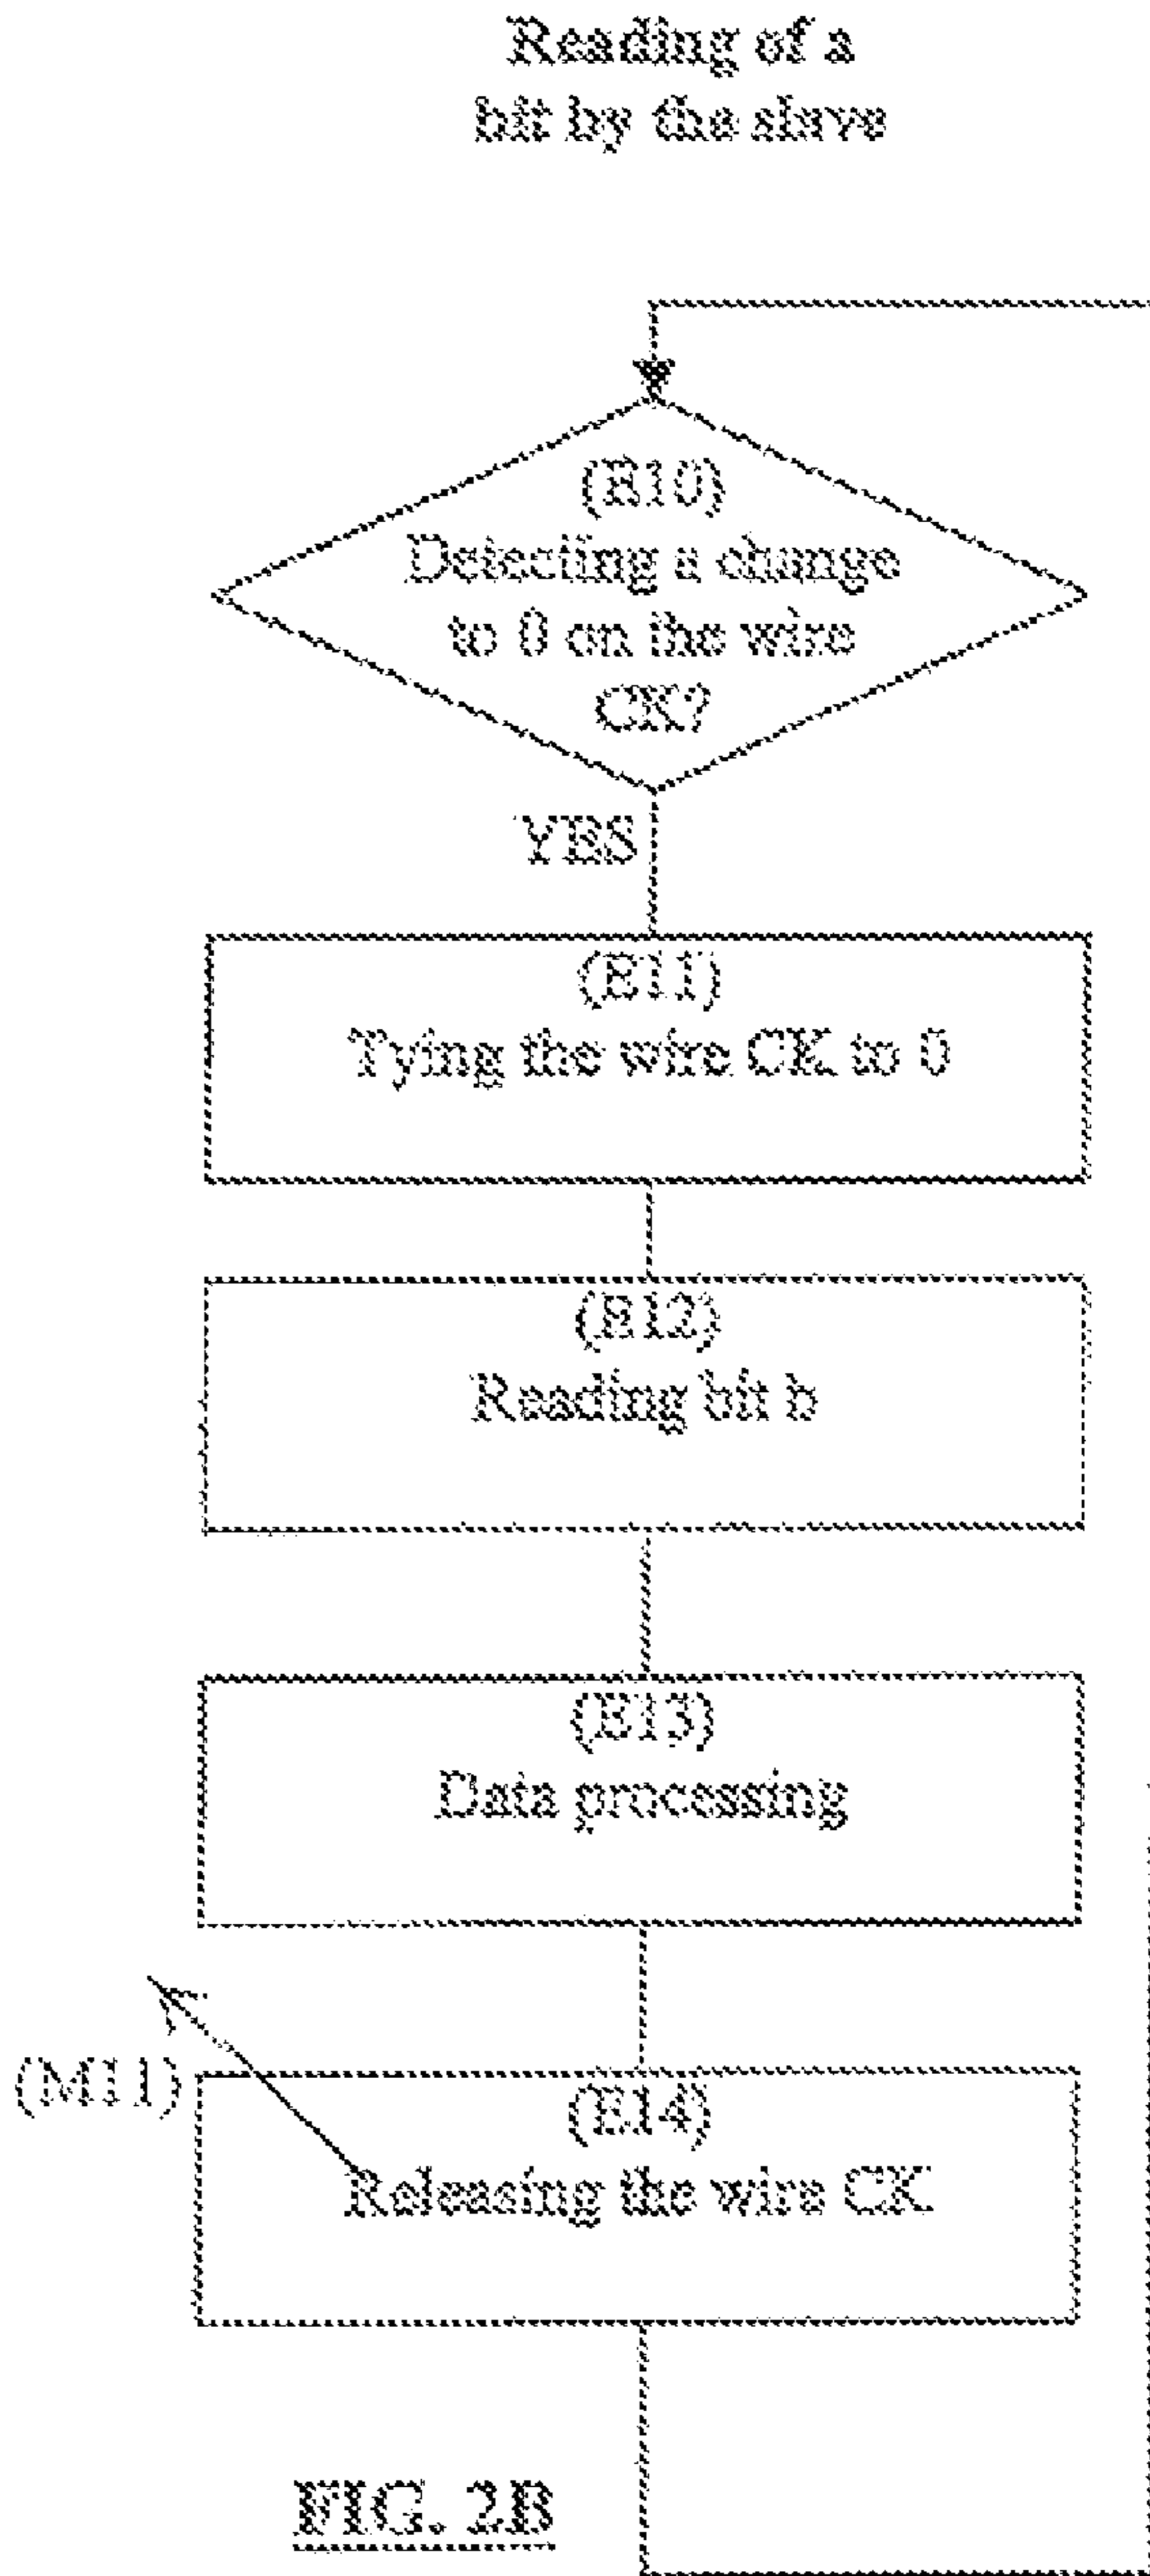 Reading of a
bit by the slave
(E10)
Detecting a change
to 0 on the wire
CK?
YES
(E11)
Tying the wire CK to 0
(E12)
Reading bit b
(E13)
Data processing
(M11)
(E14)
Releasing the wire CK
FIG. 2B